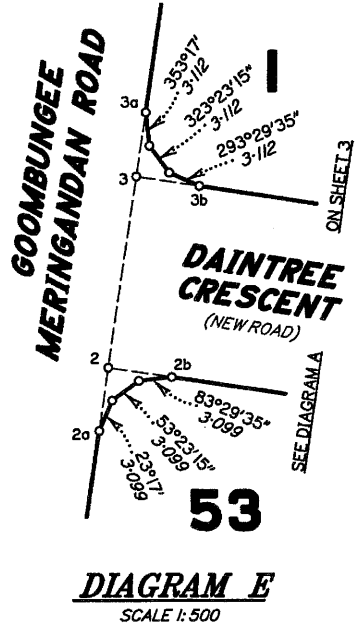 GOOMBUNGEE
MERINGANDAN ROAD
353°17'
3·112
323°23'15"
3·112
293°29'35"
3·112
1
3a
3
3b
ON SHEET 3
DAINTREE
CRESCENT
(NEW ROAD)
2
2b
2a
83°29'35"
3·099
53°23'15"
3·099
23°17'
3·099
SEE DIAGRAM A
53
DIAGRAM E
SCALE 1:500